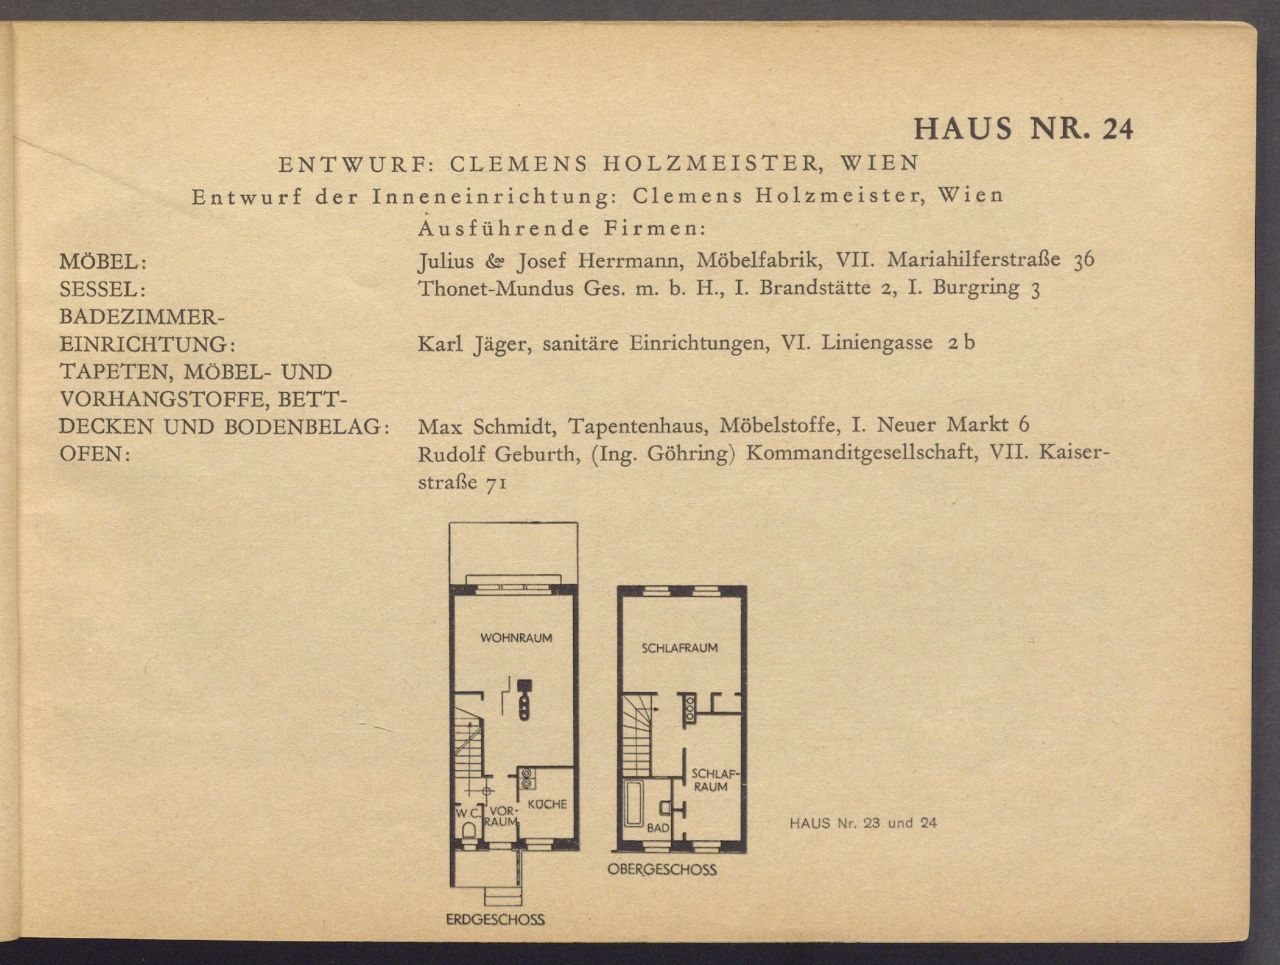 HAUS NR. 24
ENTWURF: CLEMENS HOLZMEISTER, WIEN
Entwurf der Inneneinrichtung: Clemens Holzmeister, Wien
Ausführende Firmen:
MÖBEL: Julius & Josef Herrmann, Möbelfabrik, VII. Mariahilferstraße 36
SESSEL: Thonet-Mundus Ges. m. b. H., I. Brandstätte 2, I. Burgring 3
BADEZIMMER-
EINRICHTUNG: Karl Jäger, sanitäre Einrichtungen, VI. Liniengasse 2 b
TAPETEN, MÖBEL- UND
VORHANGSTOFFE, BETT-
DECKEN UND BODENBELAG: Max Schmidt, Tapentenhaus, Möbelstoffe, I. Neuer Markt 6
OFEN: Rudolf Geburth, (Ing. Göhring) Kommanditgesellschaft, VII. Kaiser-
straße 71
WOHNRAUM
W.C.
VOR-
RAUM
KÜCHE
ERDGESCHOSS
SCHLAFRAUM
SCHLAF-
RAUM
BAD
OBERGESCHOSS
HAUS Nr. 23 und 24